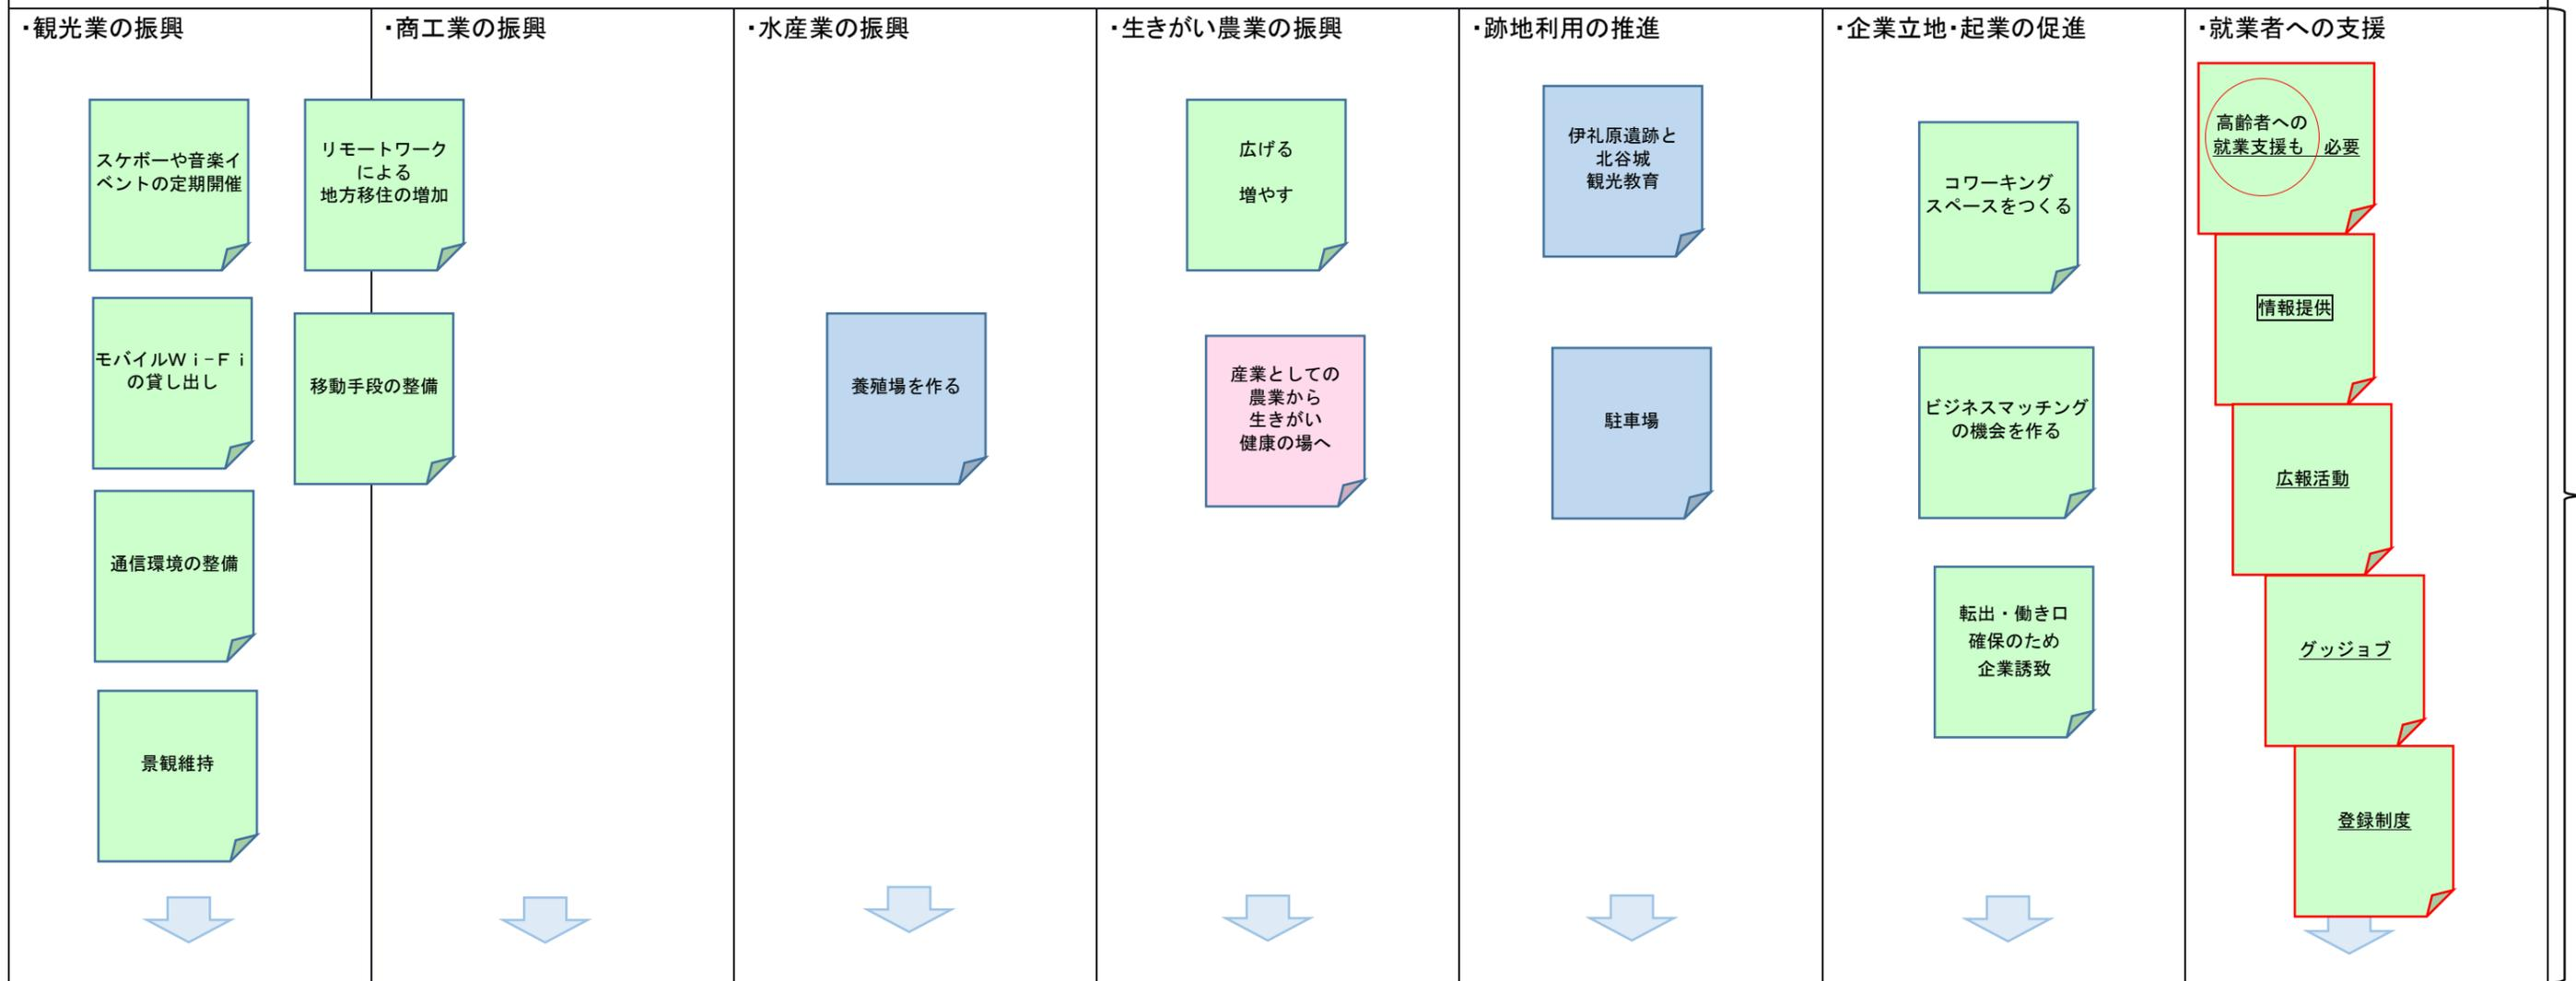 ・観光業の振興
・商工業の振興
・水産業の振興
・生きがい農業の振興
・跡地利用の推進
・企業立地・起業の促進
・就業者への支援
スケボーや音楽イ
ベントの定期開催
モバイルWi-Fi
の貸し出し
通信環境の整備
景観維持
リモートワーク
による
地方移住の増加
移動手段の整備
養殖場を作る
広げる
増やす
産業としての
農業から
生きがい
健康の場へ
伊礼原遺跡と
北谷城
観光教育
駐車場
コワーキング
スペースをつくる
ビジネスマッチング
の機会を作る
転出・働き口
確保のため
企業誘致
高齢者への
就業支援も　必要
情報提供
広報活動
グッジョブ
登録制度